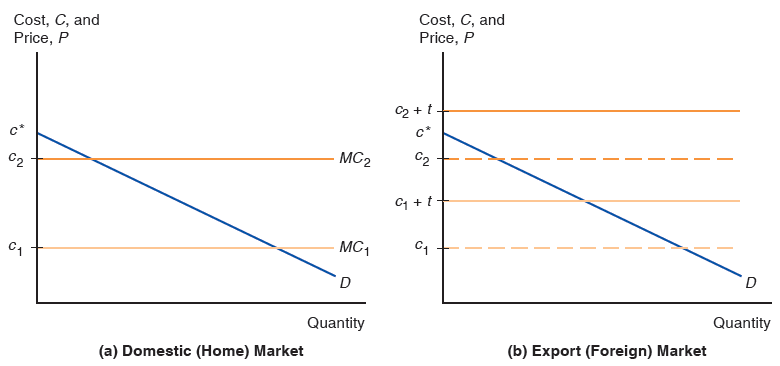 Cost, C, and
Price, P
c*
c₂
MC₂
c₁
MC₁
D
Quantity
(a) Domestic (Home) Market
Cost, C, and
Price, P
c₂ + t
c*
c₂
c₁ + t
c₁
D
Quantity
(b) Export (Foreign) Market